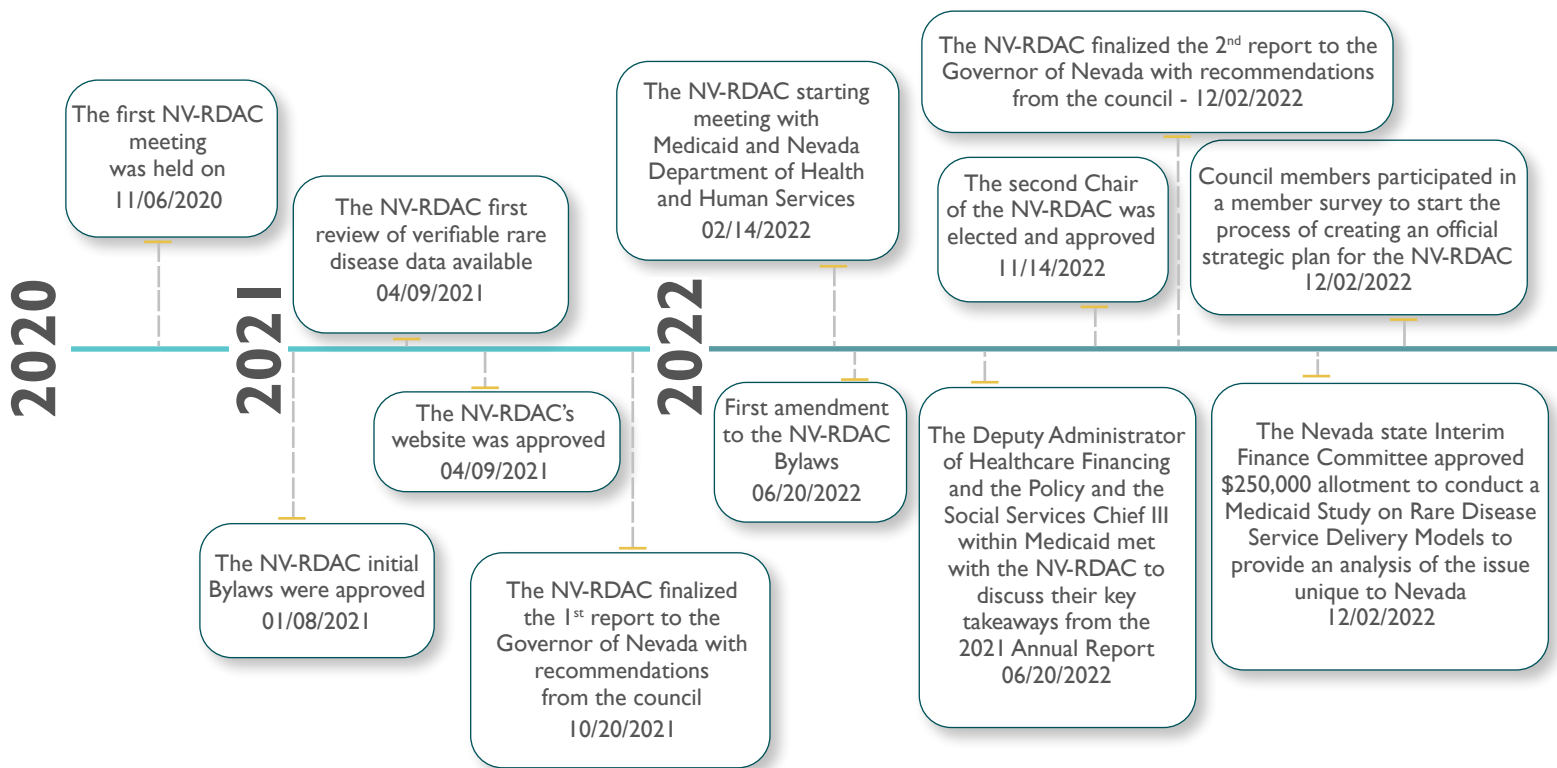 2020
The first NV-RDAC
meeting
was held on
11/06/2020
2021
The NV-RDAC initial
Bylaws were approved
01/08/2021
The NV-RDAC first
review of verifiable rare
disease data available
04/09/2021
The NV-RDAC's
website was approved
04/09/2021
The NV-RDAC finalized
the 1st report to the
Governor of Nevada with
recommendations
from the council
10/20/2021
2022
The NV-RDAC starting
meeting with
Medicaid and Nevada
Department of Health
and Human Services
02/14/2022
First amendment
to the NV-RDAC
Bylaws
06/20/2022
The Deputy Administrator
of Healthcare Financing
and the Policy and the
Social Services Chief III
within Medicaid met
with the NV-RDAC to
discuss their key
takeaways from the
2021 Annual Report
06/20/2022
The second Chair
of the NV-RDAC was
elected and approved
11/14/2022
The NV-RDAC finalized the 2nd report to the
Governor of Nevada with recommendations
from the council - 12/02/2022
The Nevada state Interim
Finance Committee approved
$250,000 allotment to conduct a
Medicaid Study on Rare Disease
Service Delivery Models to
provide an analysis of the issue
unique to Nevada
12/02/2022
Council members participated in
a member survey to start the
process of creating an official
strategic plan for the NV-RDAC
12/02/2022